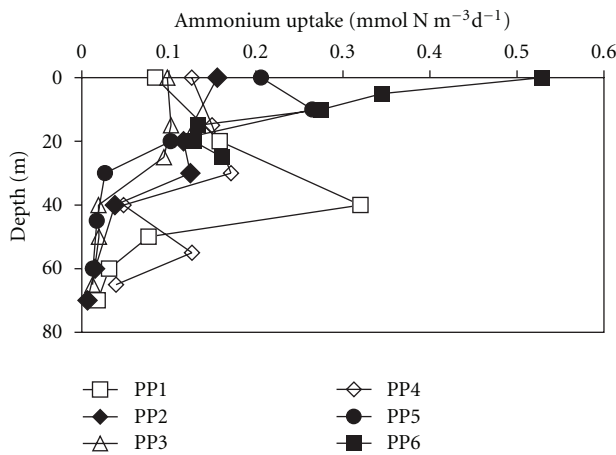 Ammonium uptake (mmol N m⁻³d⁻¹)
0 0.1 0.2 0.3 0.4 0.5 0.6
Depth (m)
0
20
40
60
80
PP1 PP4
PP2 PP5
PP3 PP6